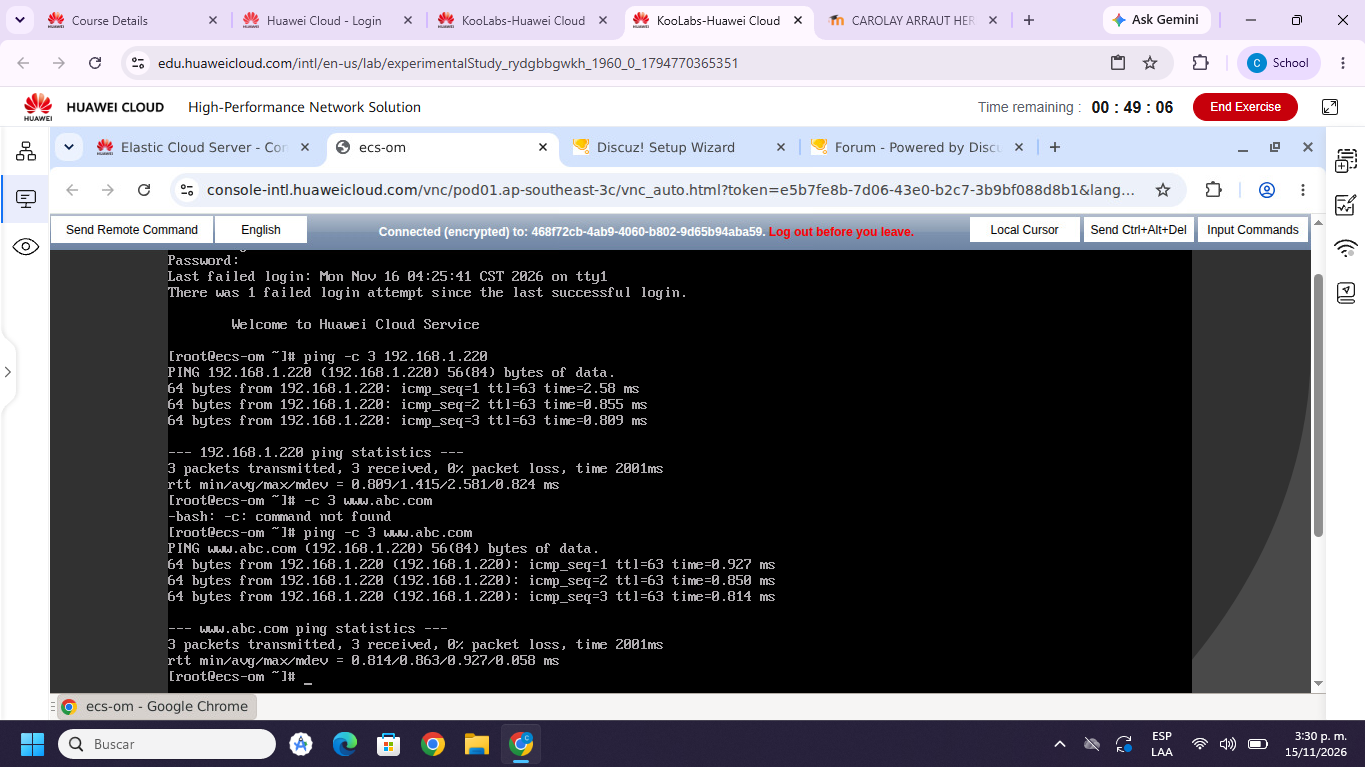 Course Details
Huawei Cloud - Login
KooLabs-Huawei Cloud
KooLabs-Huawei Cloud
CAROLAY ARRAUT HER
Ask Gemini
edu.huaweicloud.com/intl/en-us/lab/experimentalStudy_rydgbbgwkh_1960_0_1794770365351
C School
HUAWEI
HUAWEI CLOUD
High-Performance Network Solution
Time remaining : 00 : 49 : 06
End Exercise
Elastic Cloud Server - Con
ecs-om
Discuz! Setup Wizard
Forum - Powered by Discu
console-intl.huaweicloud.com/vnc/pod01.ap-southeast-3c/vnc_auto.html?token=e5b7fe8b-7d06-43e0-b2c7-3b9bf088d8b1&lang...
Send Remote Command
English
Connected (encrypted) to: 468f72cb-4ab9-4060-b802-9d65b94aba59. Log out before you leave.
Local Cursor
Send Ctrl+Alt+Del
Input Commands
Password:
Last failed login: Mon Nov 16 04:25:41 CST 2026 on tty1
There was 1 failed login attempt since the last successful login.
Welcome to Huawei Cloud Service
[root@ecs-om ~]# ping -c 3 192.168.1.220
PING 192.168.1.220 (192.168.1.220) 56(84) bytes of data.
64 bytes from 192.168.1.220: icmp_seq=1 ttl=63 time=2.58 ms
64 bytes from 192.168.1.220: icmp_seq=2 ttl=63 time=0.855 ms
64 bytes from 192.168.1.220: icmp_seq=3 ttl=63 time=0.809 ms
--- 192.168.1.220 ping statistics ---
3 packets transmitted, 3 received, 0% packet loss, time 2001ms
rtt min/avg/max/mdev = 0.809/1.415/2.581/0.824 ms
[root@ecs-om ~]# -c 3 www.abc.com
-bash: -c: command not found
[root@ecs-om ~]# ping -c 3 www.abc.com
PING www.abc.com (192.168.1.220) 56(84) bytes of data.
64 bytes from 192.168.1.220 (192.168.1.220): icmp_seq=1 ttl=63 time=0.927 ms
64 bytes from 192.168.1.220 (192.168.1.220): icmp_seq=2 ttl=63 time=0.850 ms
64 bytes from 192.168.1.220 (192.168.1.220): icmp_seq=3 ttl=63 time=0.814 ms
--- www.abc.com ping statistics ---
3 packets transmitted, 3 received, 0% packet loss, time 2001ms
rtt min/avg/max/mdev = 0.814/0.863/0.927/0.058 ms
[root@ecs-om ~]# _
ecs-om - Google Chrome
Buscar
ESP
LAA
3:30 p. m.
15/11/2026